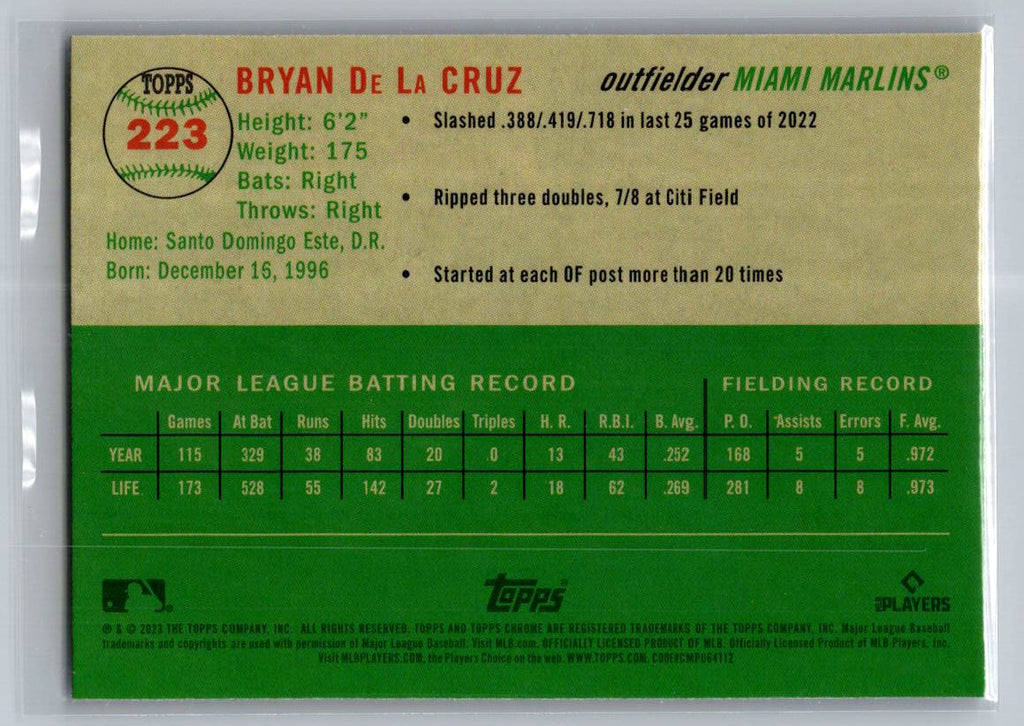 TOPPS
223
BRYAN DE LA CRUZ
outfielder MIAMI MARLINS®
Height: 6'2"
Weight: 175
Bats: Right
Throws: Right
Home: Santo Domingo Este, D.R.
Born: December 16, 1996
• Slashed .388/.419/.718 in last 25 games of 2022
• Ripped three doubles, 7/8 at Citi Field
• Started at each OF post more than 20 times
MAJOR LEAGUE BATTING RECORD FIELDING RECORD
Games At Bat Runs Hits Doubles Triples H. R. R.B.I. B. Avg. P. O. Assists Errors F. Avg.
YEAR 115 329 38 83 20 0 13 43 .252 168 5 5 .972
LIFE 173 528 55 142 27 2 18 62 .269 281 8 8 .973
Topps®
MLB PLAYERS
® & © 2023 THE TOPPS COMPANY, INC. ALL RIGHTS RESERVED. TOPPS AND TOPPS CHROME ARE REGISTERED TRADEMARKS OF THE TOPPS COMPANY, INC. Major League Baseball
trademarks and copyrights are used with permission of Major League Baseball. Visit MLB.com. OFFICIALLY LICENSED PRODUCT OF MLB. Officially Licensed Product of MLB Players, Inc.
Visit MLBPLAYERS.COM, the Players Choice on the web. WWW.TOPPS.COM. CODE#CMP064112